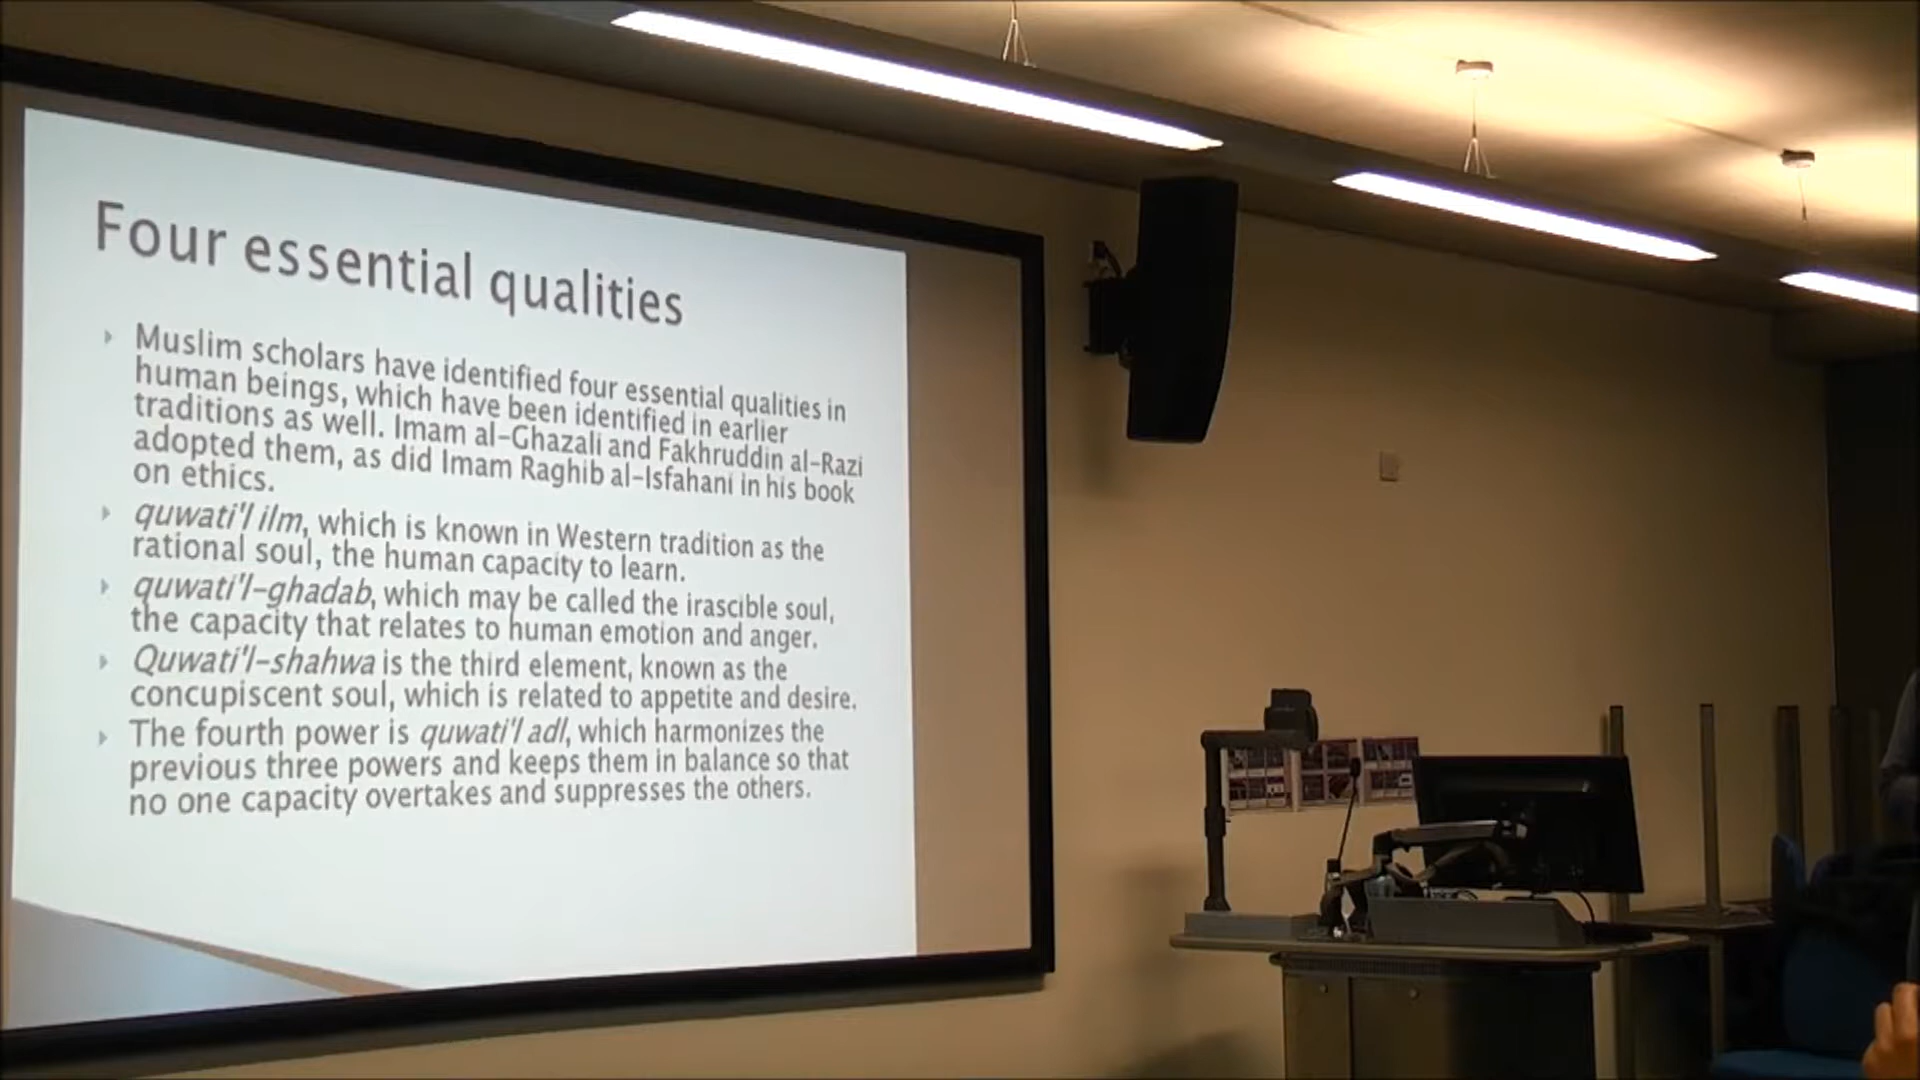 Four essential qualities
Muslim scholars have identified four essential qualities in
human beings, which have been identified in earlier
traditions as well. Imam al-Ghazali and Fakhruddin al-Razi
adopted them, as did Imam Raghib al-Isfahani in his book
on ethics.
quwati'l ilm, which is known in Western tradition as the
rational soul, the human capacity to learn.
quwati'l-ghadab, which may be called the irascible soul,
the capacity that relates to human emotion and anger.
Quwati'l-shahwa is the third element, known as the
concupiscent soul, which is related to appetite and desire.
The fourth power is quwati'l adl, which harmonizes the
previous three powers and keeps them in balance so that
no one capacity overtakes and suppresses the others.